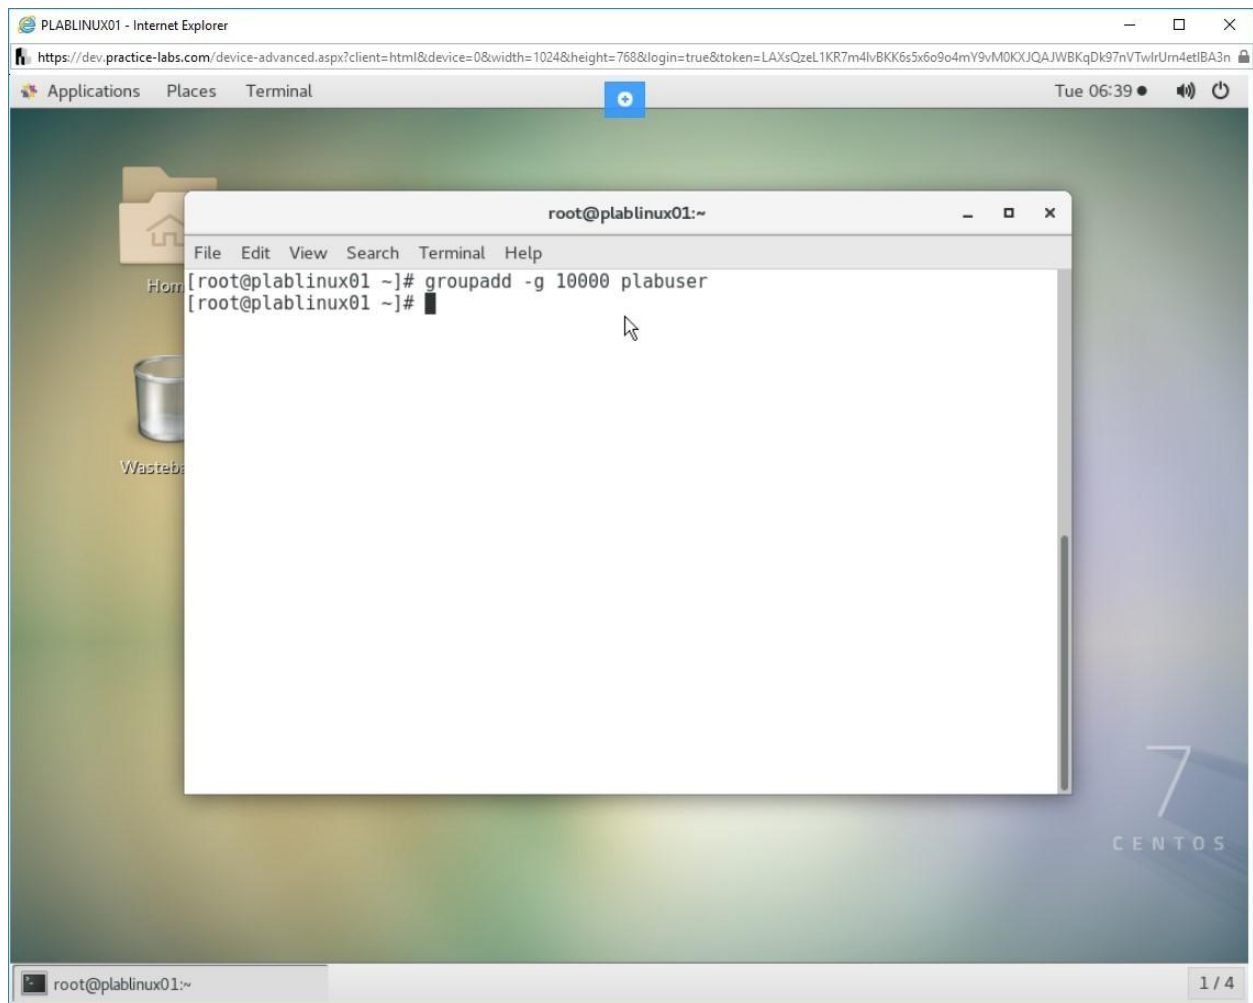 PLABLINUX01 - Internet Explorer
https://dev.practice-labs.com/device-advanced.aspx?client=html&device=0&width=1024&height=768&login=true&token=
Applications Places Terminal Tue 06:39
root@plablinux01:~
File Edit View Search Terminal Help
[root@plablinux01 ~]# groupadd -g 10000 plabuser
[root@plablinux01 ~]#
7
CENTOS
root@plablinux01:~ 1 / 4